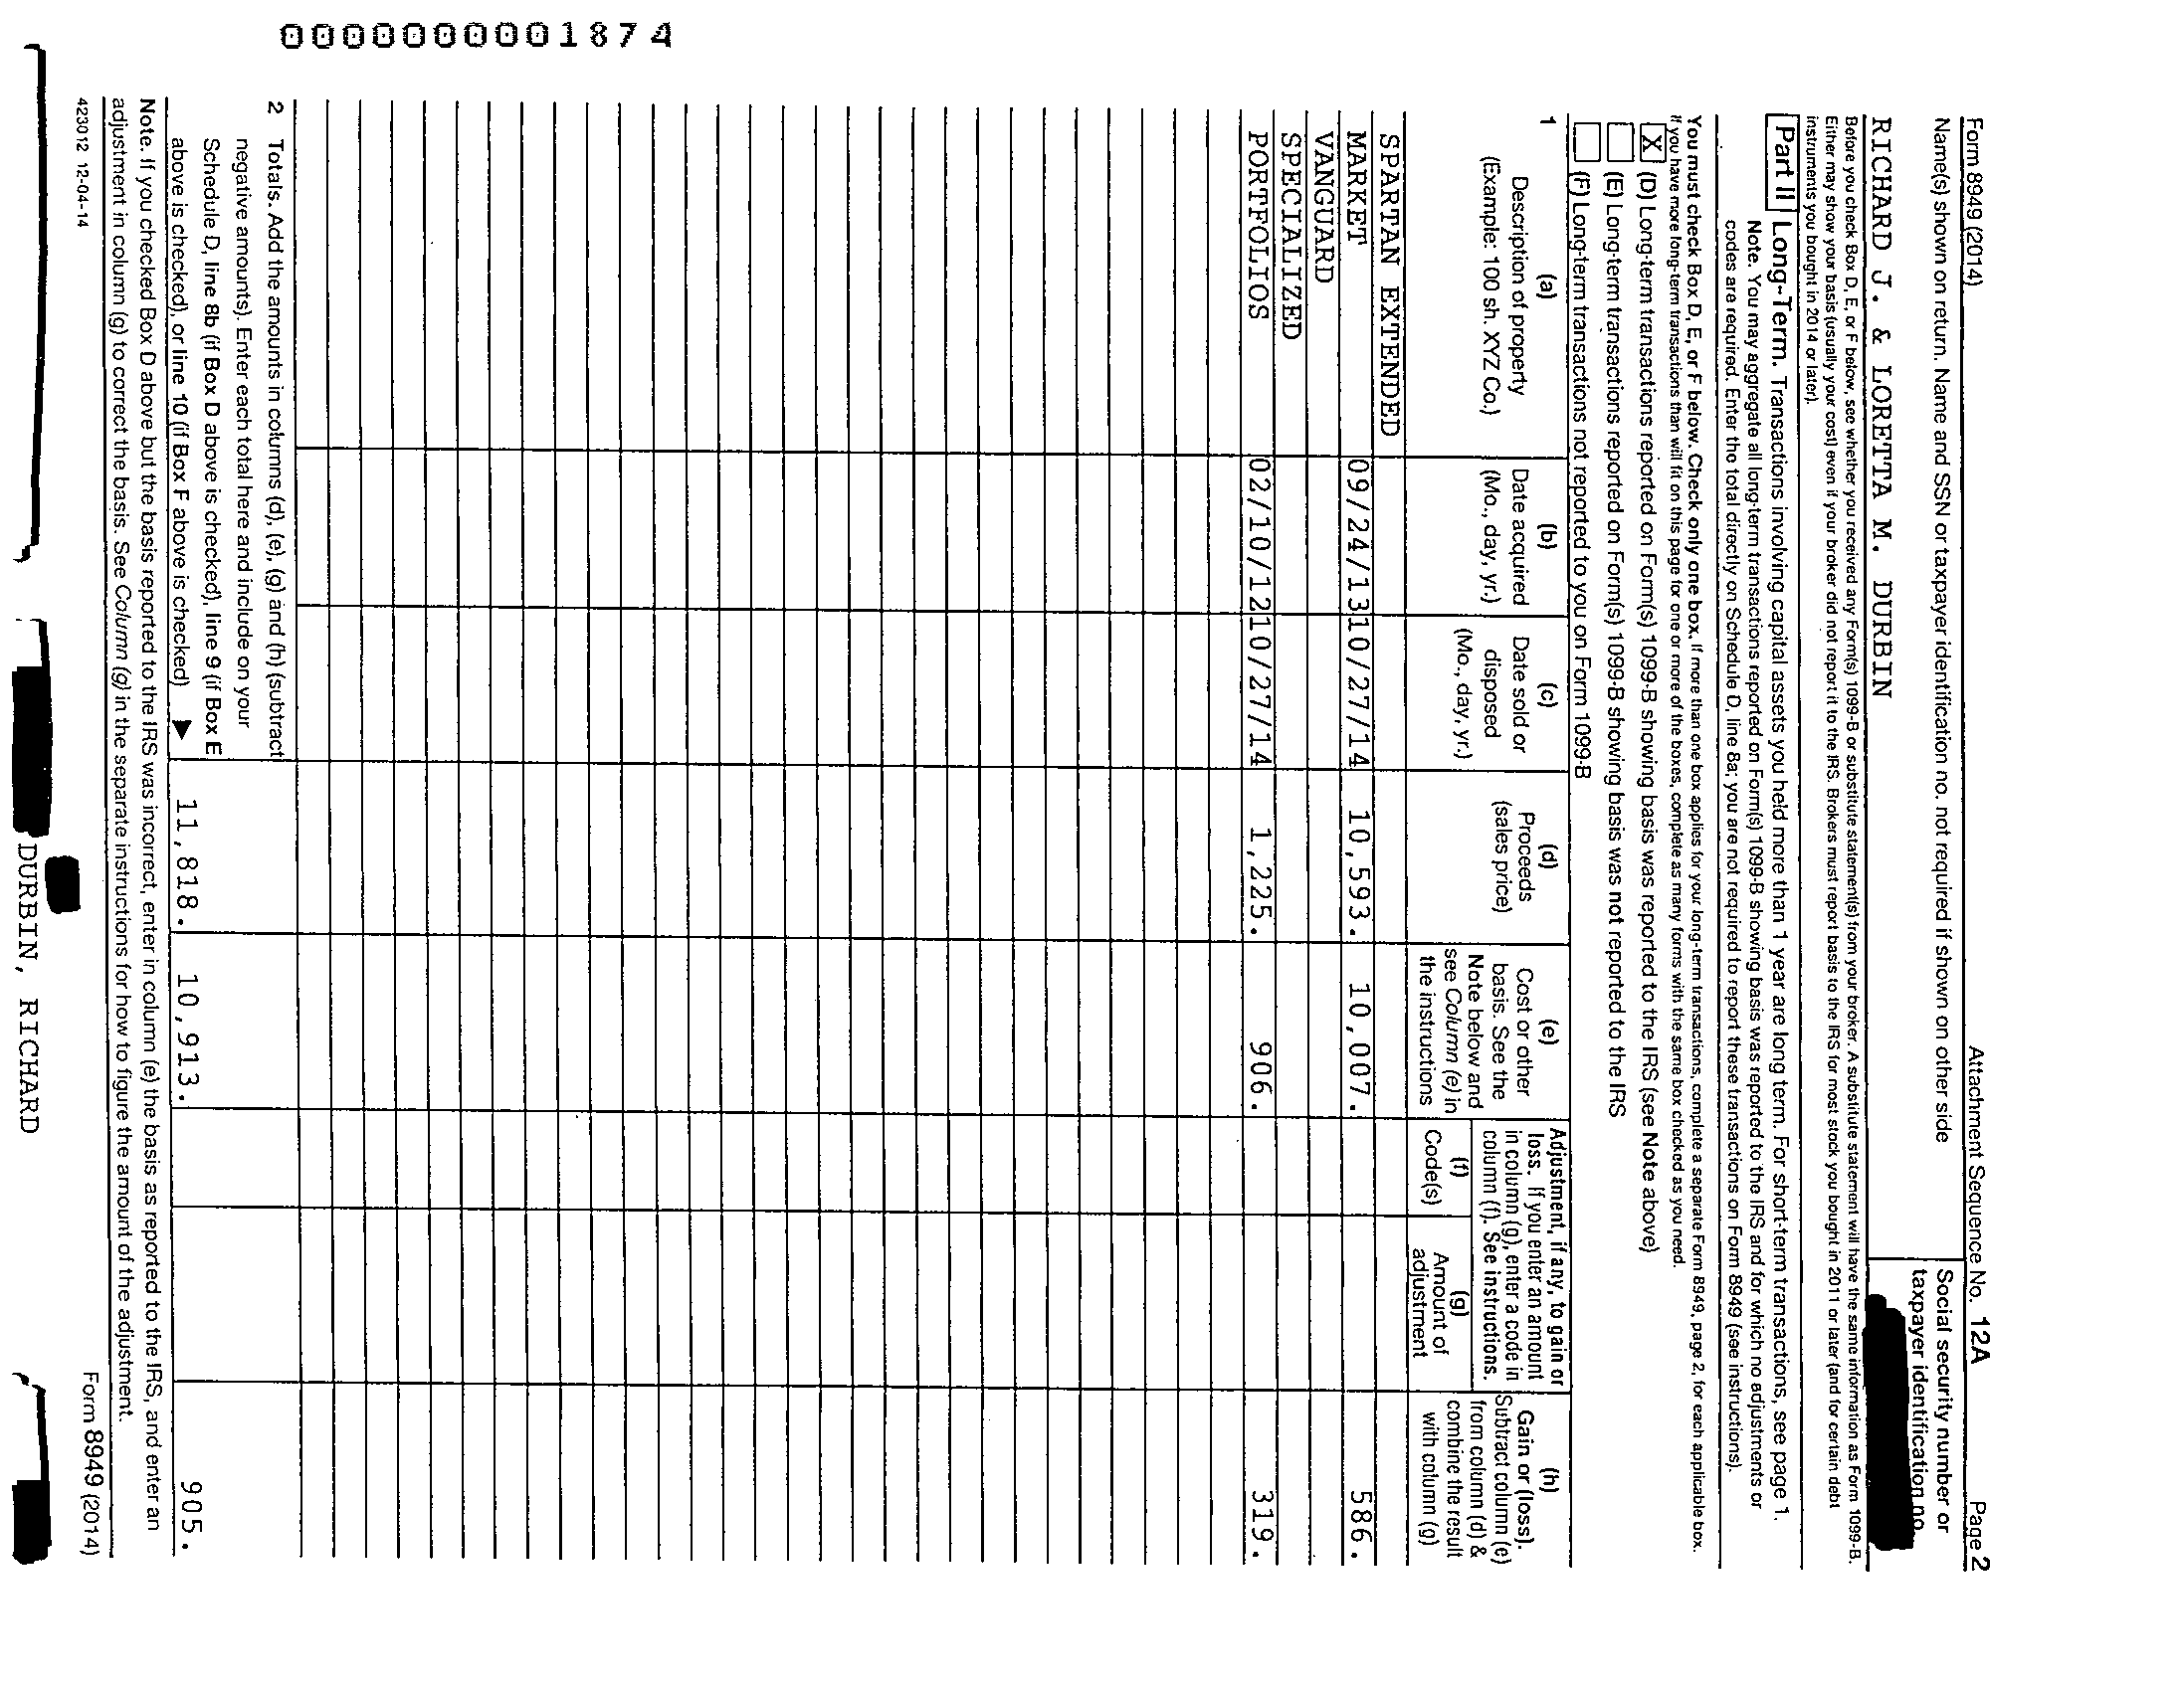 Form 8949 (2014) Attachment Sequence No. 12A Page 2
Name(s) shown on return. Name and SSN or taxpayer identification no. not required if shown on other side
Social security number or
taxpayer identification no.
RICHARD J. & LORETTA M. DURBIN
Before you check Box D, E, or F below, see whether you received any Form(s) 1099-B or substitute statement(s) from your broker. A substitute statement will have the same information as Form 1099-B.
Either may show your basis (usually your cost) even if your broker did not report it to the IRS. Brokers must report basis to the IRS for most stock you bought in 2011 or later (and for certain debt
instruments you bought in 2014 or later).
Part II Long-Term. Transactions involving capital assets you held more than 1 year are long term. For short-term transactions, see page 1.
Note. You may aggregate all long-term transactions reported on Form(s) 1099-B showing basis was reported to the IRS and for which no adjustments or
codes are required. Enter the total directly on Schedule D, line 8a; you are not required to report these transactions on Form 8949 (see instructions).
You must check Box D, E, or F below. Check only one box. If more than one box applies for your long-term transactions, complete a separate Form 8949, page 2, for each applicable box.
If you have more long-term transactions than will fit on this page for one or more of the boxes, complete as many forms with the same box checked as you need.
X (D) Long-term transactions reported on Form(s) 1099-B showing basis was reported to the IRS (see Note above)
(E) Long-term transactions reported on Form(s) 1099-B showing basis was not reported to the IRS
(F) Long-term transactions not reported to you on Form 1099-B
1
(a)
Description of property
(Example: 100 sh. XYZ Co.)
(b)
Date acquired
(Mo., day, yr.)
(c)
Date sold or
disposed
(Mo., day, yr.)
(d)
Proceeds
(sales price)
(e)
Cost or other
basis. See the
Note below and
see Column (e) in
the instructions
Adjustment, if any, to gain or
loss. If you enter an amount
in column (g), enter a code in
column (f). See instructions.
(f)
Code(s)
(g)
Amount of
adjustment
(h)
Gain or (loss).
Subtract column (e)
from column (d) &
combine the result
with column (g)
SPARTAN EXTENDED
MARKET 09/24/13 10/27/14 10,593. 10,007. 586.
VANGUARD
SPECIALIZED
PORTFOLIOS 02/10/12 10/27/14 1,225. 906. 319.
2 Totals. Add the amounts in columns (d), (e), (g) and (h) (subtract
negative amounts). Enter each total here and include on your
Schedule D, line 8b (if Box D above is checked), line 9 (if Box E
above is checked), or line 10 (if Box F above is checked) 11,818. 10,913. 905.
Note. If you checked Box D above but the basis reported to the IRS was incorrect, enter in column (e) the basis as reported to the IRS, and enter an
adjustment in column (g) to correct the basis. See Column (g) in the separate instructions for how to figure the amount of the adjustment.
423012 12-04-14 Form 8949 (2014)
DURBIN, RICHARD
0000000001874